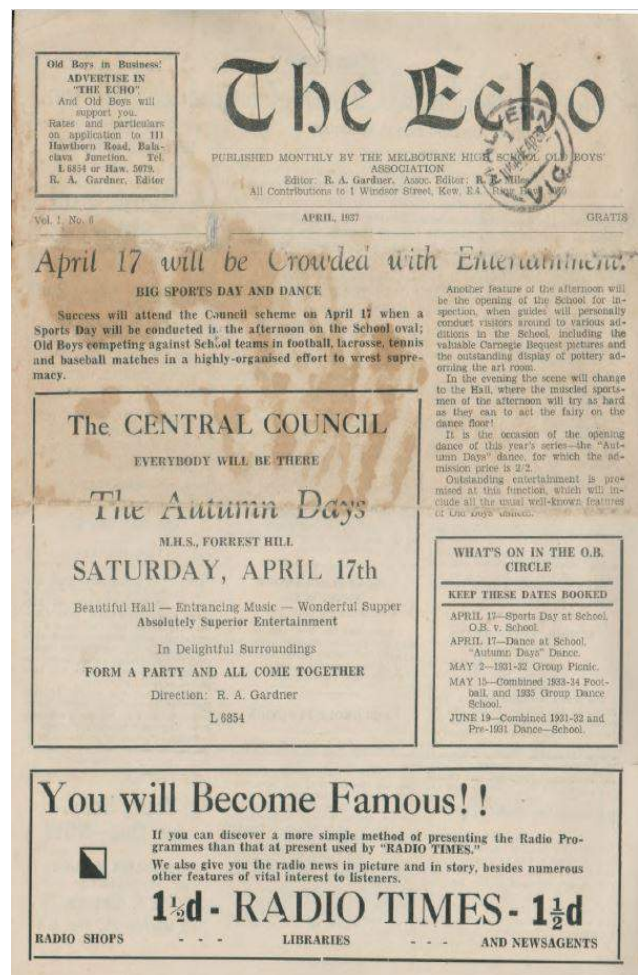 Old Boys in Business!
ADVERTISE IN
"THE ECHO"
And Old Boys will
support you.
Rates and particulars
on application to 111
Hawthorn Road, Bala-
clava Junction. Tel.
L 6854 or Haw. 5079.
R. A. Gardner, Editor
The Echo
PUBLISHED MONTHLY BY THE MELBOURNE HIGH SCHOOL OLD BOYS'
ASSOCIATION
Editor: R. A. Gardner, Assoc. Editor:
All Contributions to 1 Windsor Street, Kew, E.4.
VIC
Vol. 1. No. 6
APRIL, 1937
GRATIS
April 17 will be Crowded with Entertainment.
BIG SPORTS DAY AND DANCE
Success will attend the Council scheme on April 17 when a
Sports Day will be conducted in the afternoon on the School oval;
Old Boys competing against School teams in football, lacrosse, tennis
and baseball matches in a highly-organised effort to wrest supre-
macy.
The CENTRAL COUNCIL
EVERYBODY WILL BE THERE
The Autumn Days
M.H.S., FORREST HILL
SATURDAY, APRIL 17th
Beautiful Hall — Entrancing Music — Wonderful Supper
Absolutely Superior Entertainment
In Delightful Surroundings
FORM A PARTY AND ALL COME TOGETHER
Direction: R. A. Gardner
L 6854
Another feature of the afternoon will
be the opening of the School for in-
spection, when guides will personally
conduct visitors around to various ad-
ditions in the School, including the
valuable Carnegie Bequest pictures and
the outstanding display of pottery ad-
orning the art room.
In the evening the scene will change
to the Hall, where the muscled sports-
men of the afternoon will try as hard
as they can to act the fairy on the
dance floor!
It is the occasion of the opening
dance of this year's series—the "Aut-
umn Days" dance, for which the ad-
mission price is 2/2.
Outstanding entertainment is pro-
mised at this function, which will in-
clude all the usual well-known features
of Old Boys' dances.
WHAT'S ON IN THE O.B.
CIRCLE
KEEP THESE DATES BOOKED
APRIL 17—Sports Day at School,
O.B. v. School.
APRIL 17—Dance at School,
"Autumn Days" Dance.
MAY 2—1931-32 Group Picnic.
MAY 15—Combined 1933-34 Foot-
ball, and 1935 Group Dance
School.
JUNE 19—Combined 1931-32 and
Pre-1931 Dance—School.
You will Become Famous!!
If you can discover a more simple method of presenting the Radio Pro-
grammes than that at present used by "RADIO TIMES."
We also give you the radio news in picture and in story, besides numerous
other features of vital interest to listeners.
1½d - RADIO TIMES - 1½d
RADIO SHOPS - - - LIBRARIES - - - AND NEWSAGENTS